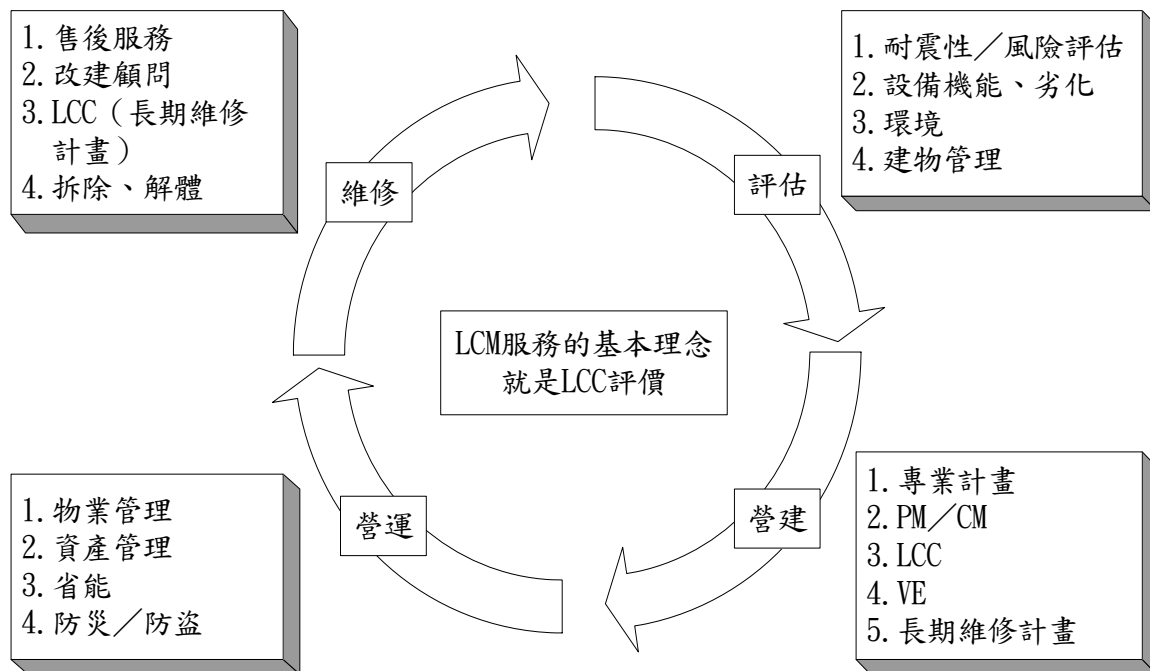 1.售後服務
2.改建顧問
3.LCC（長期維修
計畫）
4.拆除、解體
1.耐震性／風險評估
2.設備機能、劣化
3.環境
4.建物管理
維修
評估
LCM服務的基本理念
就是LCC評價
營運
營建
1.物業管理
2.資產管理
3.省能
4.防災／防盜
1.專業計畫
2.PM／CM
3.LCC
4.VE
5.長期維修計畫